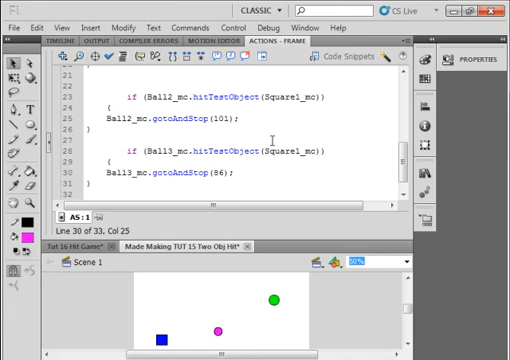 CLASSIC
CS Live
File Edit View Insert Modify Text Commands Control Debug Window Help
TIMELINE OUTPUT COMPILER ERRORS MOTION EDITOR ACTIONS - FRAME
PROPERTIES
Code Snippets
20 }
21
22
23 if (Ball2_mc.hitTestObject(Square1_mc))
24 {
25 Ball2_mc.gotoAndStop(101);
26 }
27
28 if (Ball3_mc.hitTestObject(Square1_mc))
29 {
30 Ball3_mc.gotoAndStop(86);
31 }
32
AS:1
Line 30 of 33, Col 25
Tut 16 Hit Game* Made Making TUT 15 Two Obj Hit*
Scene 1
50%